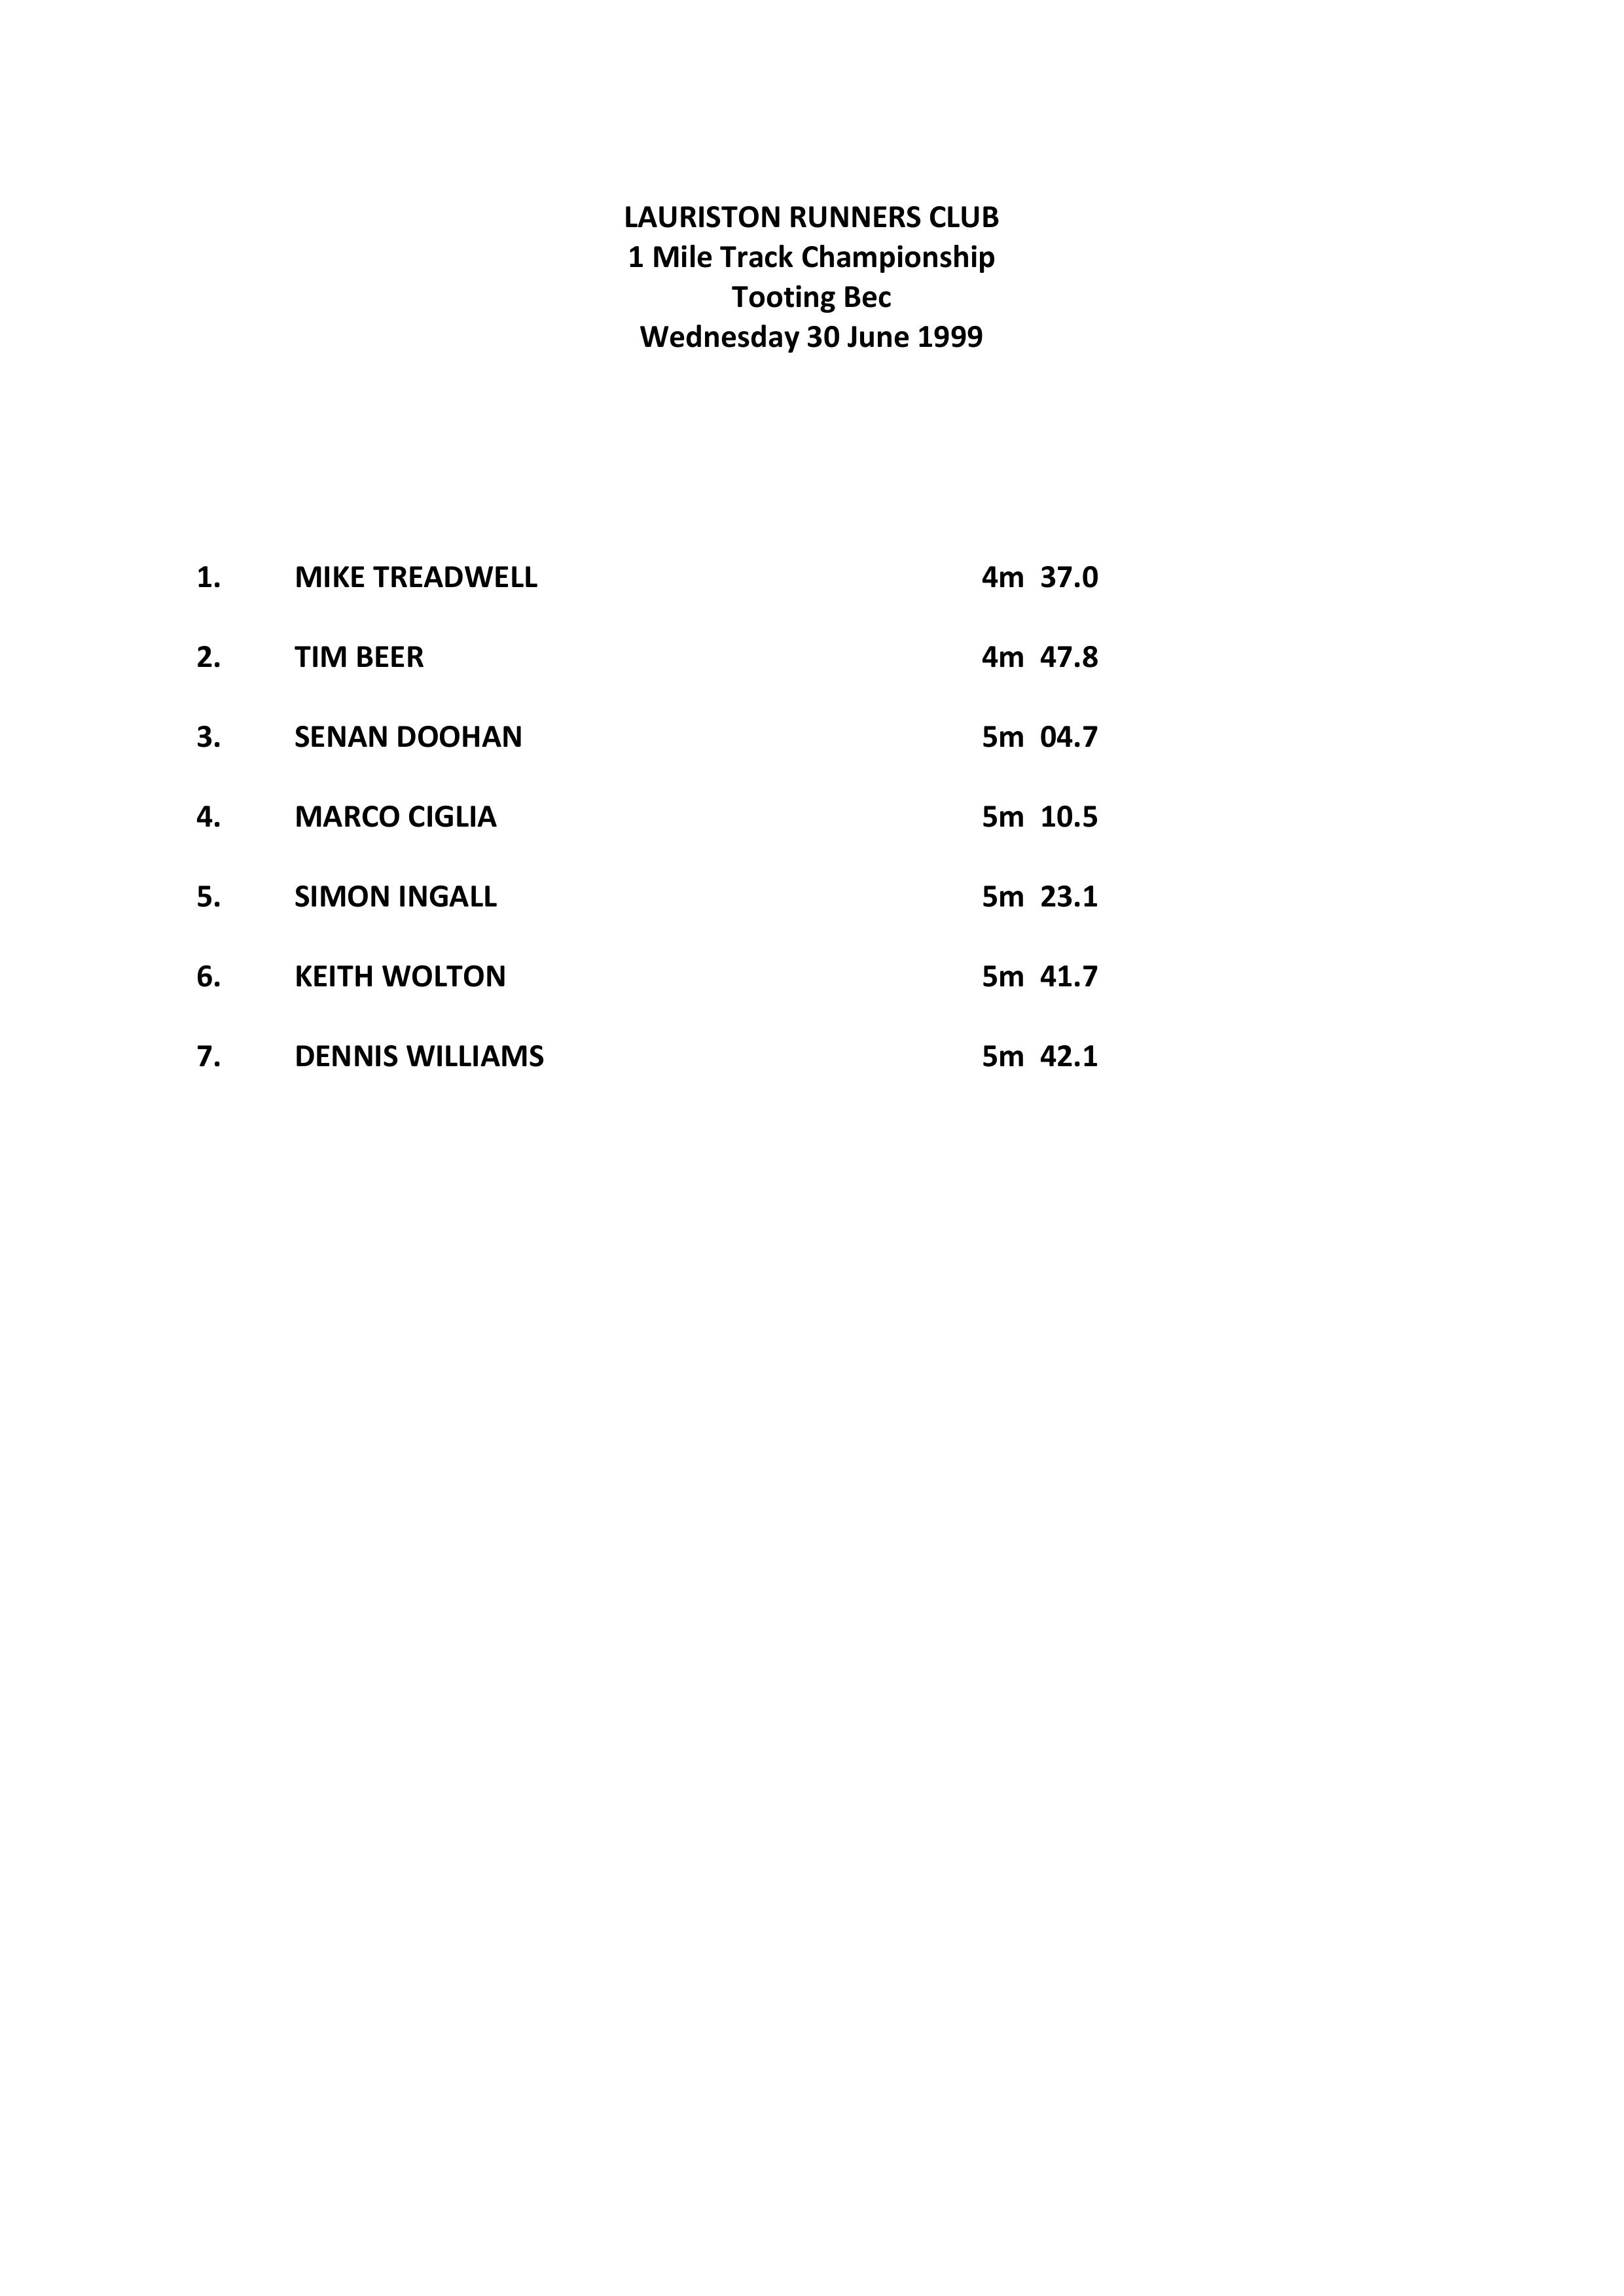 LAURISTON RUNNERS CLUB
1 Mile Track Championship
Tooting Bec
Wednesday 30 June 1999
1. MIKE TREADWELL 4m 37.0
2. TIM BEER 4m 47.8
3. SENAN DOOHAN 5m 04.7
4. MARCO CIGLIA 5m 10.5
5. SIMON INGALL 5m 23.1
6. KEITH WOLTON 5m 41.7
7. DENNIS WILLIAMS 5m 42.1